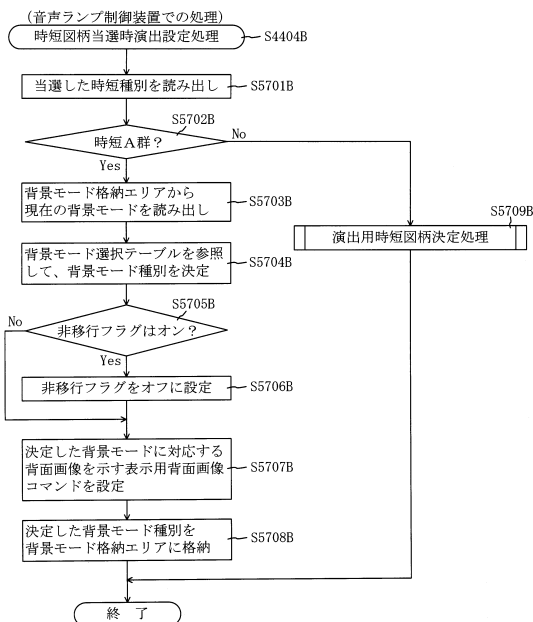 (音声ランプ制御装置での処理)
時短図柄当選時演出設定処理
S4404B
当選した時短種別を読み出し
S5701B
S5702B
時短A群？
No
Yes
背景モード格納エリアから
現在の背景モードを読み出し
S5703B
S5709B
演出用時短図柄決定処理
背景モード選択テーブルを参照
して、背景モード種別を決定
S5704B
S5705B
No
非移行フラグはオン？
Yes
非移行フラグをオフに設定
S5706B
決定した背景モードに対応する
背面画像を示す表示用背面画像
コマンドを設定
S5707B
決定した背景モード種別を
背景モード格納エリアに格納
S5708B
終 了